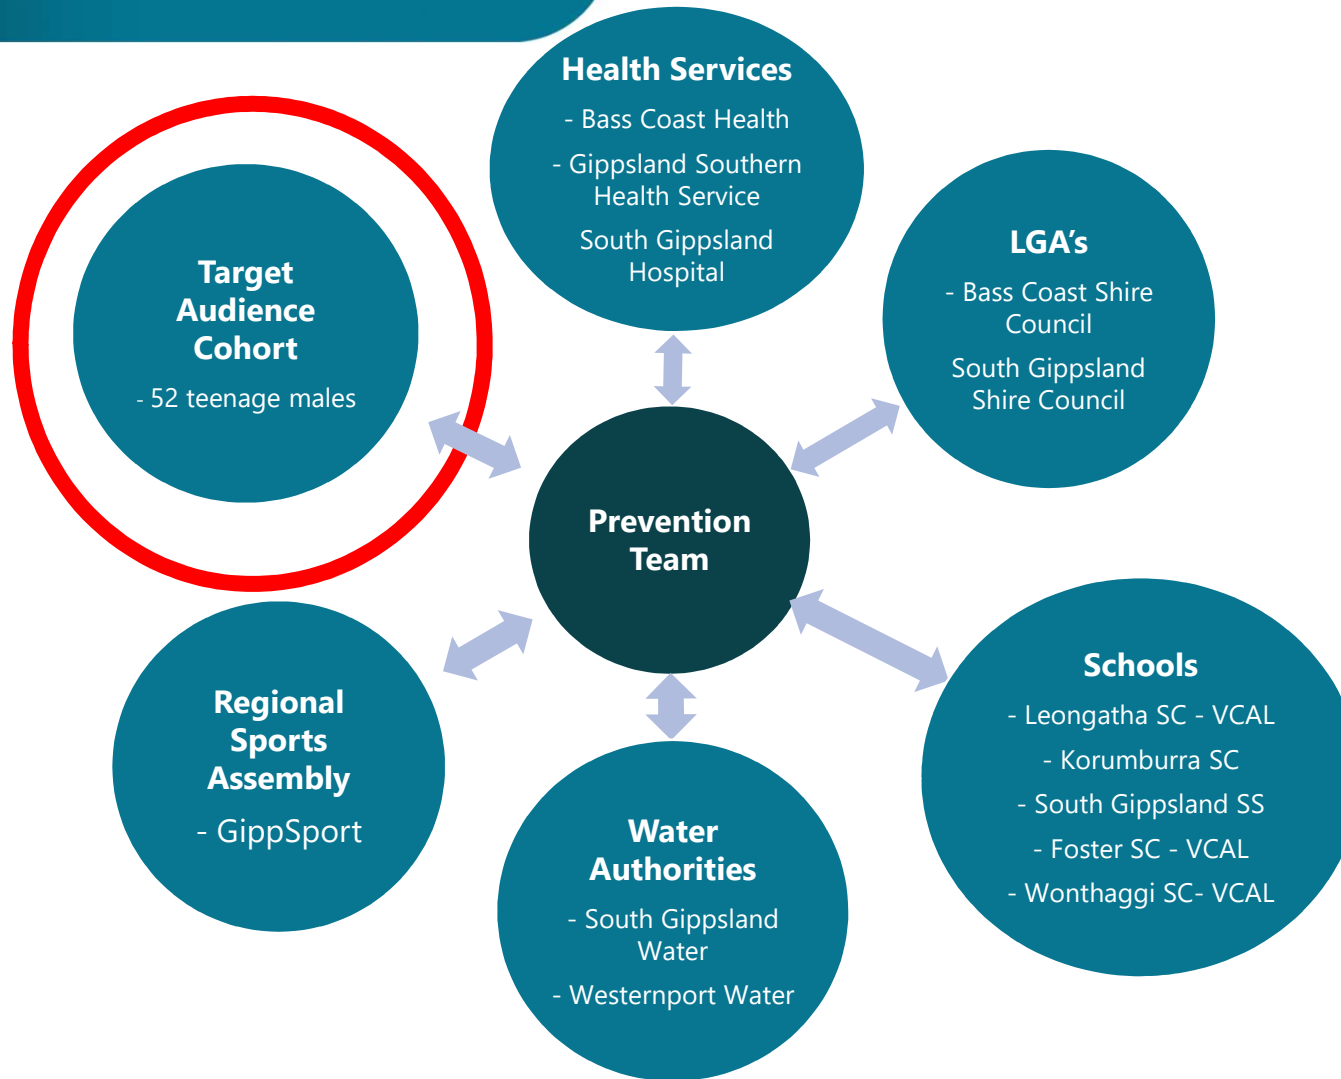 Health Services
- Bass Coast Health
- Gippsland Southern
Health Service
South Gippsland
Hospital
LGA’s
- Bass Coast Shire
Council
South Gippsland
Shire Council
Target
Audience
Cohort
- 52 teenage males
Prevention
Team
Schools
- Leongatha SC - VCAL
- Korumburra SC
- South Gippsland SS
- Foster SC - VCAL
- Wonthaggi SC- VCAL
Regional
Sports
Assembly
- GippSport
Water
Authorities
- South Gippsland
Water
- Westernport Water